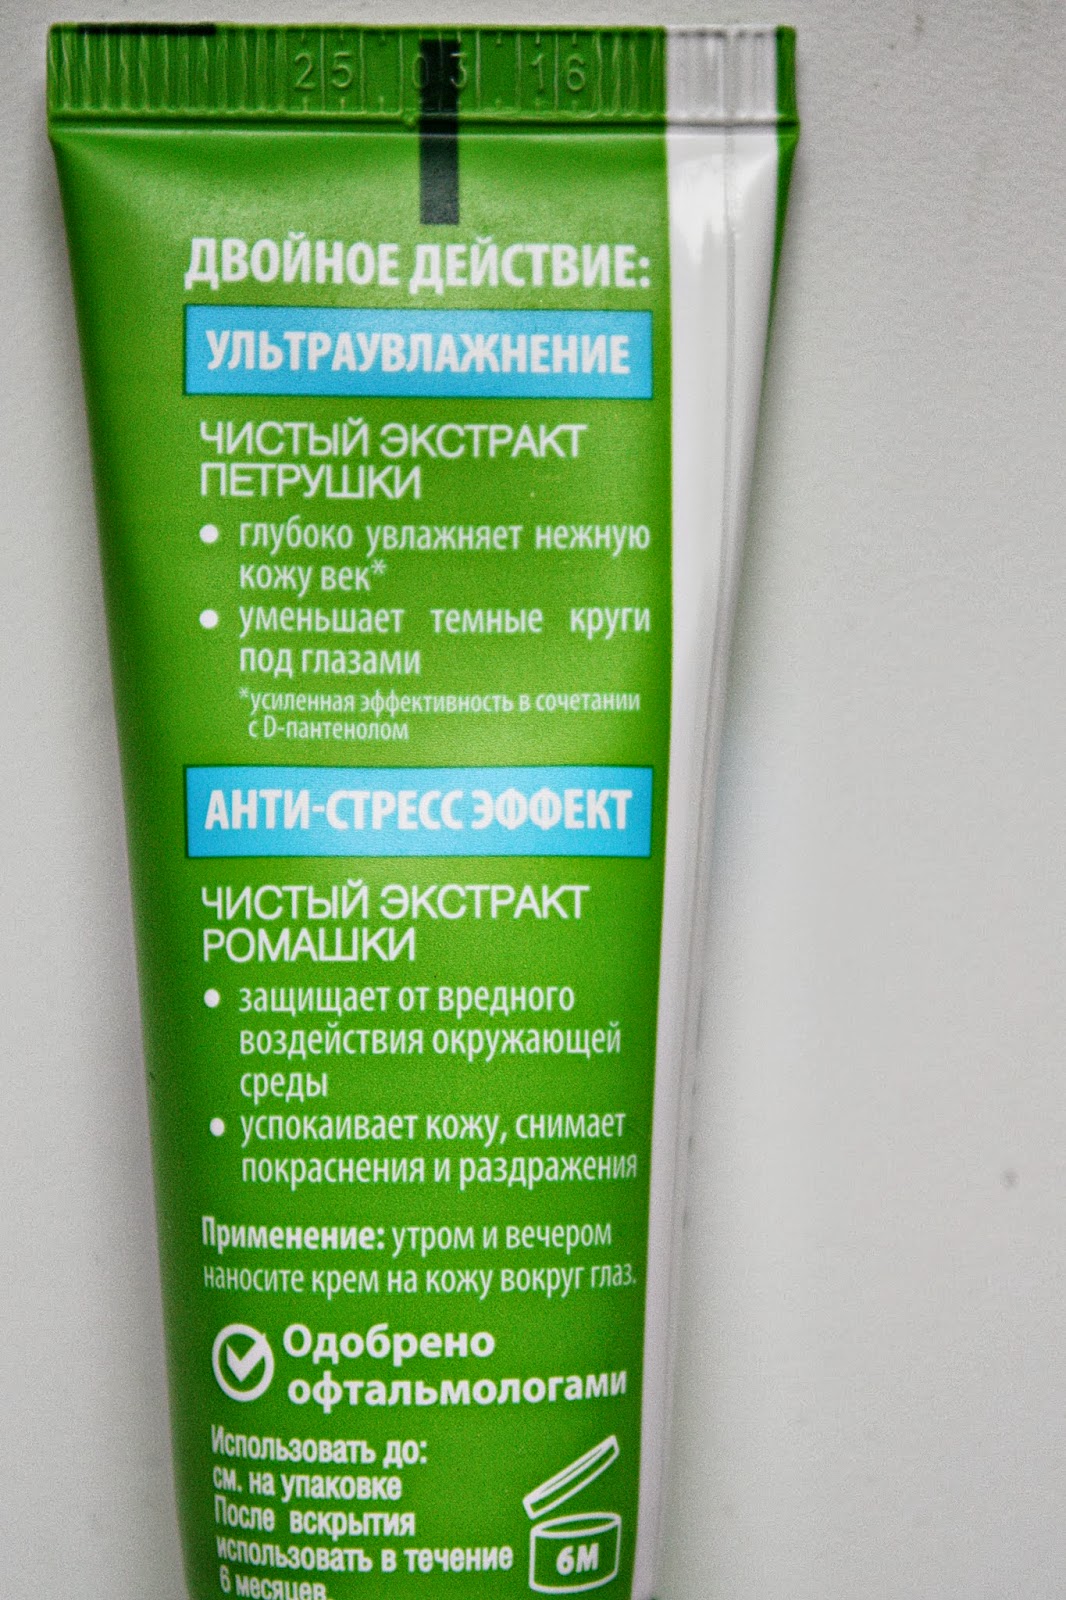 25 03 16
ДВОЙНОЕ ДЕЙСТВИЕ:
УЛЬТРАУВЛАЖНЕНИЕ
ЧИСТЫЙ ЭКСТРАКТ
ПЕТРУШКИ
• глубоко увлажняет нежную
кожу век*
• уменьшает темные круги
под глазами
*усиленная эффективность в сочетании
с D-пантенолом
АНТИ-СТРЕСС ЭФФЕКТ
ЧИСТЫЙ ЭКСТРАКТ
РОМАШКИ
• защищает от вредного
воздействия окружающей
среды
• успокаивает кожу, снимает
покраснения и раздражения
Применение: утром и вечером
наносите крем на кожу вокруг глаз.
Одобрено
офтальмологами
Использовать до:
см. на упаковке
После вскрытия
использовать в течение
6 месяцев.
6М